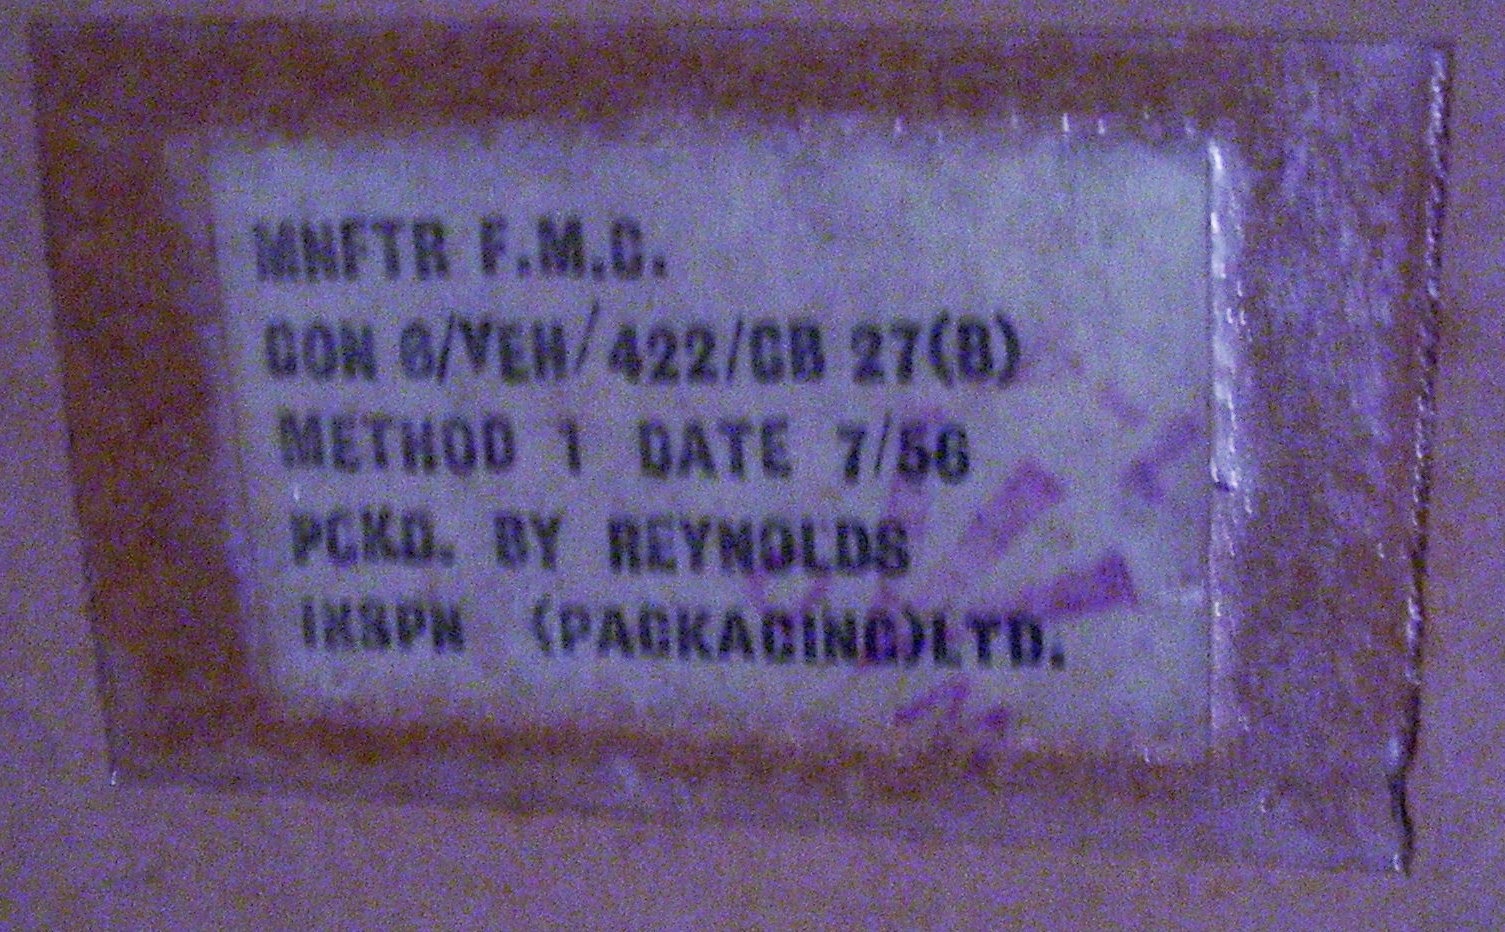 MNFTR F.M.C.
CON 6/VEH/422/CB 27(B)
METHOD 1 DATE 7/56
PCKD. BY REYNOLDS
INSPN (PACKAGING)LTD.